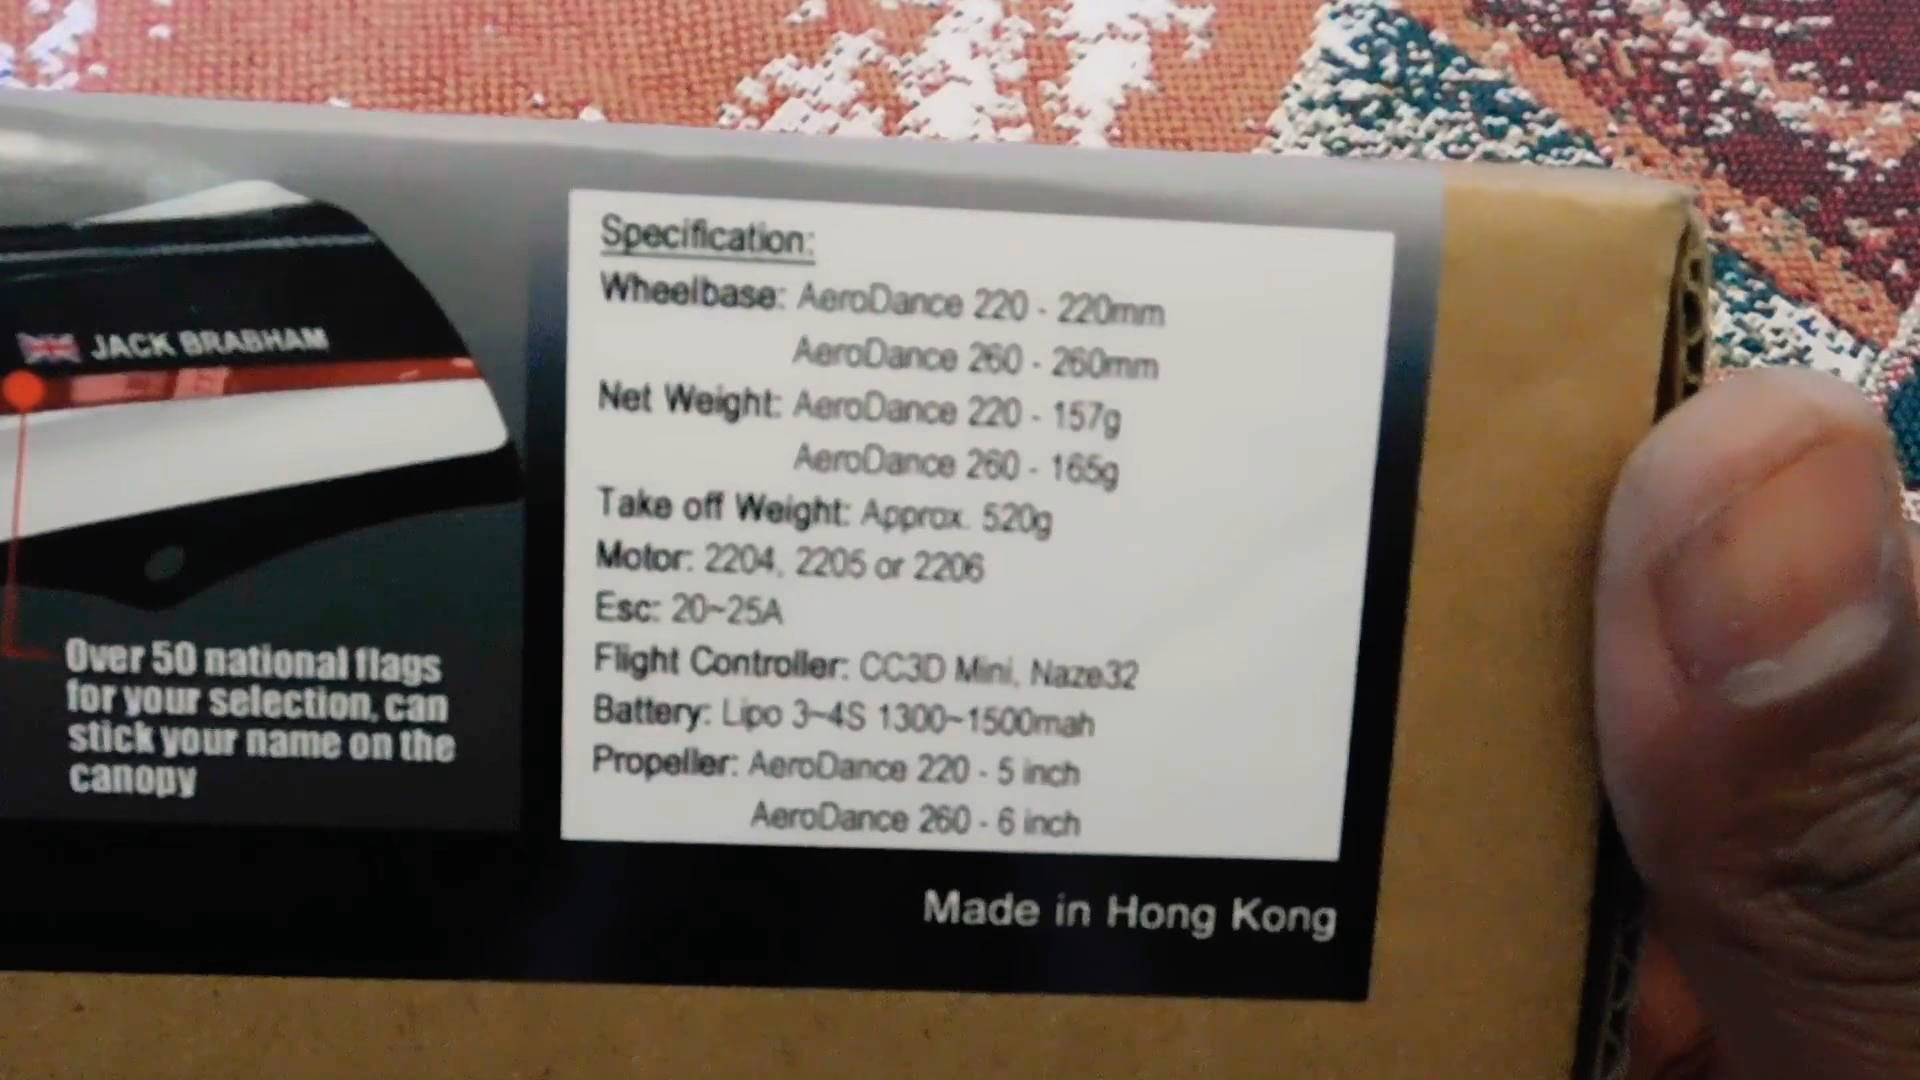 JACK BRABHAM
Over 50 national flags
for your selection, can
stick your name on the
canopy
Specification:
Wheelbase: AeroDance 220 - 220mm
AeroDance 260 - 260mm
Net Weight: AeroDance 220 - 157g
AeroDance 260 - 165g
Take off Weight: Approx. 520g
Motor: 2204, 2205 or 2206
Esc: 20~25A
Flight Controller: CC3D Mini, Naze32
Battery: Lipo 3~4S 1300~1500mah
Propeller: AeroDance 220 - 5 inch
AeroDance 260 - 6 inch
Made in Hong Kong